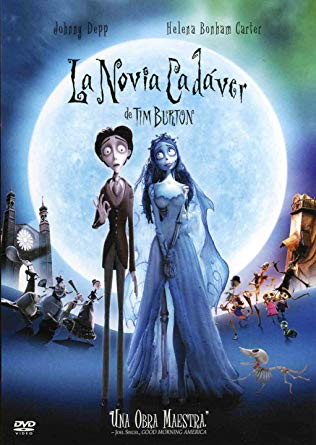 Johnny Depp Helena Bonham Carter
La Novia Cadáver
de Tim Burton
"Una Obra Maestra."
– Joel Siegel, GOOD MORNING AMERICA
DVD
VIDEO